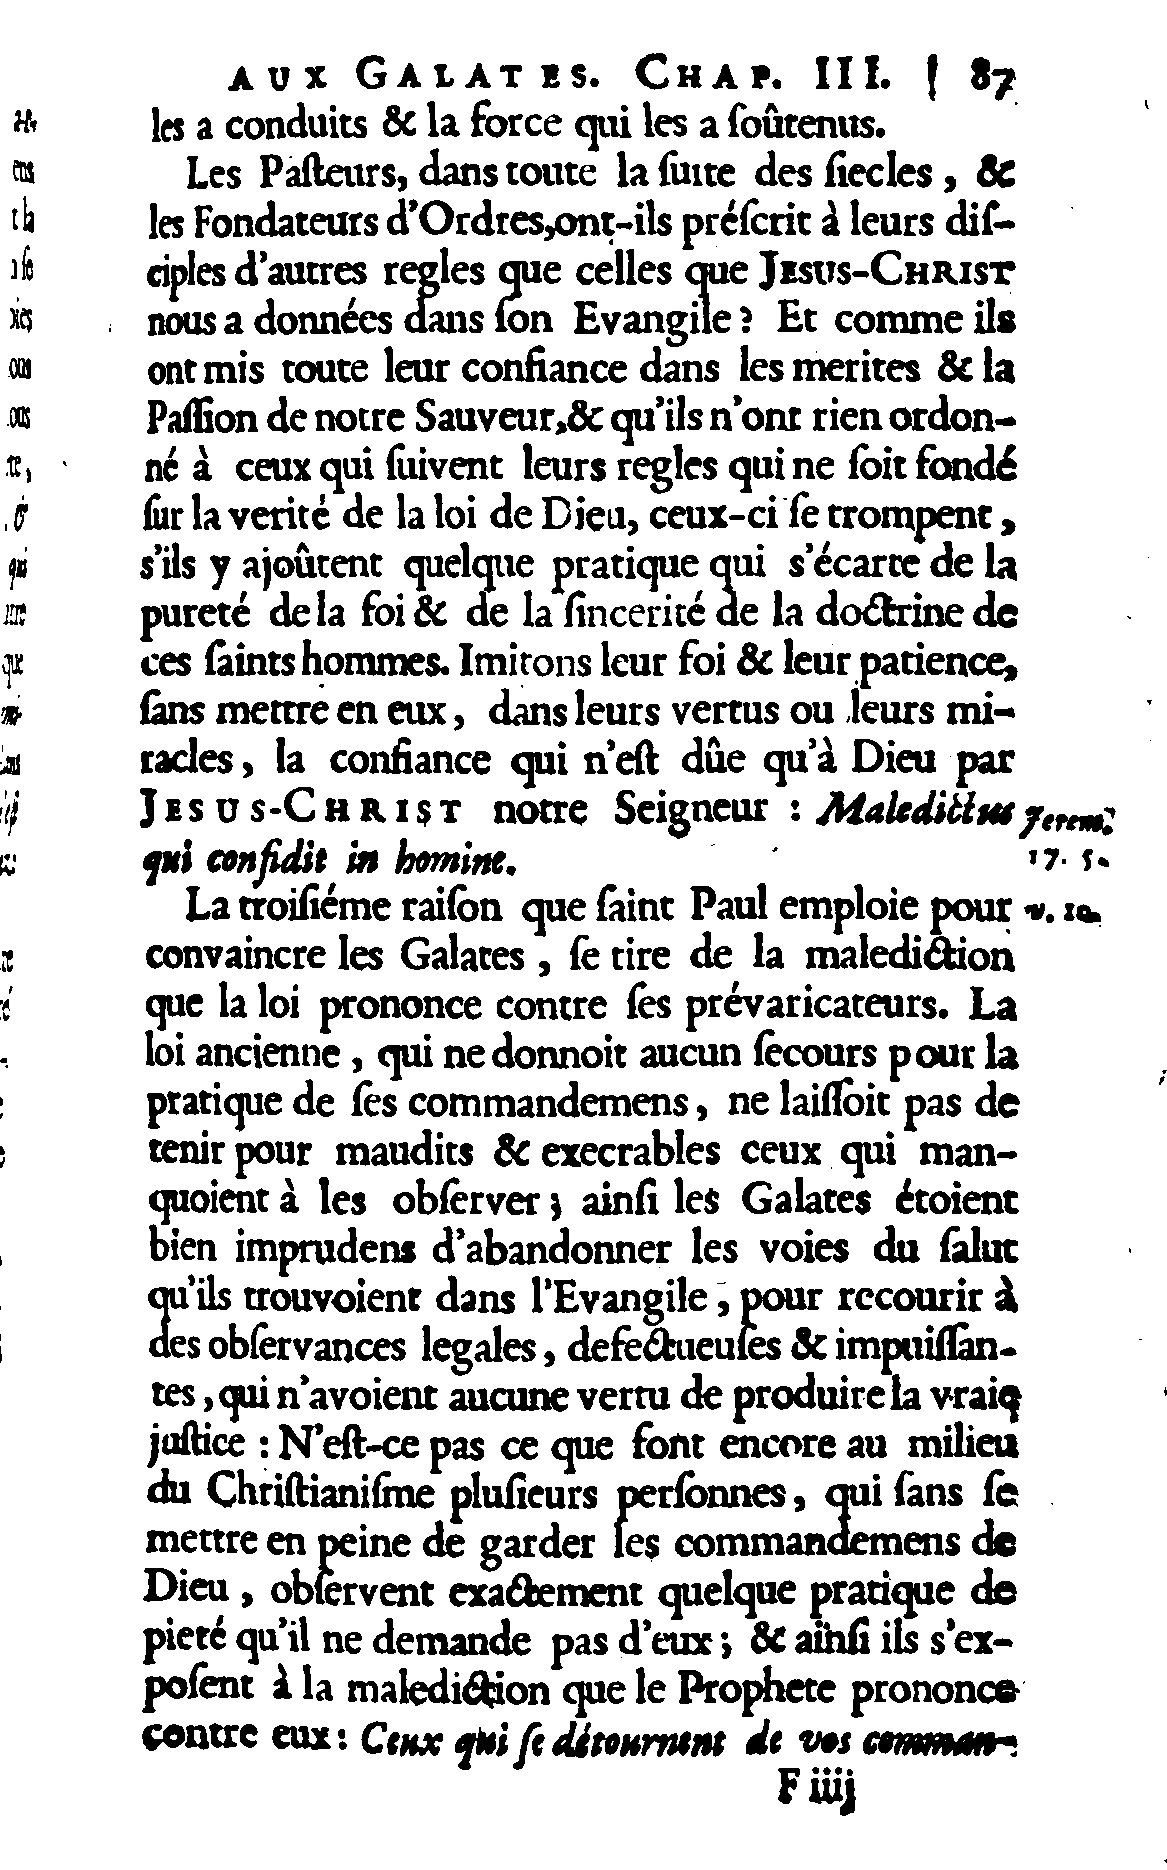 AUX GALATES. CHAP. III. 87
les a conduits & la force qui les a ſoûtenus.
Les Paſteurs, dans toute la ſuite des ſiecles, &
les Fondateurs d'Ordres, ont-ils préſcrit à leurs diſ-
ciples d'autres regles que celles que JESUS-CHRIST
nous a données dans ſon Evangile? Et comme ils
ont mis toute leur confiance dans les merites & la
Paſſion de notre Sauveur, & qu'ils n'ont rien ordon-
né à ceux qui ſuivent leurs regles qui ne ſoit fondé
ſur la verité de la loi de Dieu, ceux-ci ſe trompent,
s'ils y ajoûtent quelque pratique qui s'écarte de la
pureté de la foi & de la ſincerité de la doctrine de
ces ſaints hommes. Imitons leur foi & leur patience,
ſans mettre en eux, dans leurs vertus ou leurs mi-
racles, la confiance qui n'eſt dûe qu'à Dieu par
JESUS-CHRIST notre Seigneur : Maledictus Jerem.
qui confidit in homine. 17. 5.
La troiſiéme raiſon que ſaint Paul emploie pour v. 10.
convaincre les Galates, ſe tire de la malediction
que la loi prononce contre ſes prévaricateurs. La
loi ancienne, qui ne donnoit aucun ſecours pour la
pratique de ſes commandemens, ne laiſſoit pas de
tenir pour maudits & execrables ceux qui man-
quoient à les obſerver; ainſi les Galates étoient
bien imprudens d'abandonner les voies du ſalut
qu'ils trouvoient dans l'Evangile, pour recourir à
des obſervances legales, defectueuſes & impuiſſan-
tes, qui n'avoient aucune vertu de produire la vraie
juſtice : N'eſt-ce pas ce que font encore au milieu
du Chriſtianiſme pluſieurs perſonnes, qui ſans ſe
mettre en peine de garder les commandemens de
Dieu, obſervent exactement quelque pratique de
pieté qu'il ne demande pas d'eux; & ainſi ils s'ex-
poſent à la malediction que le Prophete prononce
contre eux : Ceux qui ſe détournent de vos comman-
F iiij